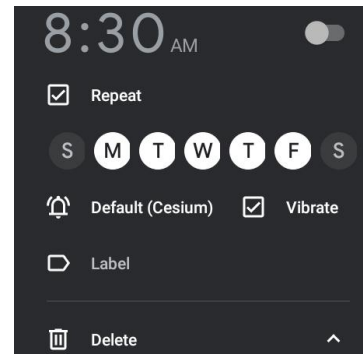 8:30 AM
Repeat
S M T W T F S
Default (Cesium) Vibrate
Label
Delete